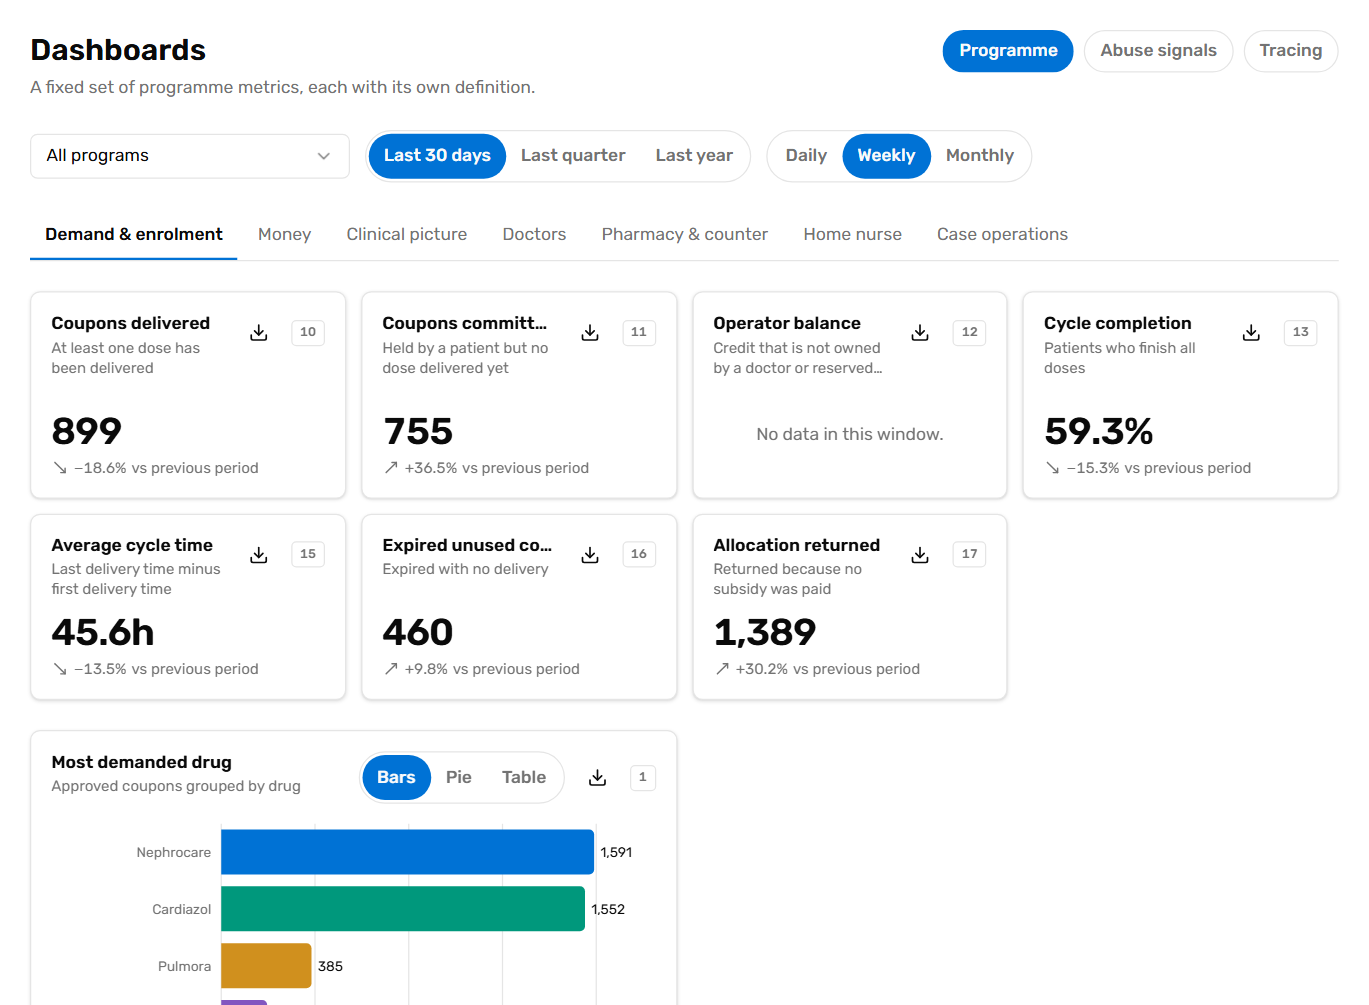 Dashboards
Programme
Abuse signals
Tracing
A fixed set of programme metrics, each with its own definition.
All programs
Last 30 days
Last quarter
Last year
Daily
Weekly
Monthly
Demand & enrolment
Money
Clinical picture
Doctors
Pharmacy & counter
Home nurse
Case operations
Coupons delivered
10
At least one dose has
been delivered
899
−18.6% vs previous period
Coupons committ...
11
Held by a patient but no
dose delivered yet
755
+36.5% vs previous period
Operator balance
12
Credit that is not owned
by a doctor or reserved...
No data in this window.
Cycle completion
13
Patients who finish all
doses
59.3%
−15.3% vs previous period
Average cycle time
15
Last delivery time minus
first delivery time
45.6h
−13.5% vs previous period
Expired unused co...
16
Expired with no delivery
460
+9.8% vs previous period
Allocation returned
17
Returned because no
subsidy was paid
1,389
+30.2% vs previous period
Most demanded drug
Approved coupons grouped by drug
Bars
Pie
Table
1
Nephrocare
1,591
Cardiazol
1,552
Pulmora
385